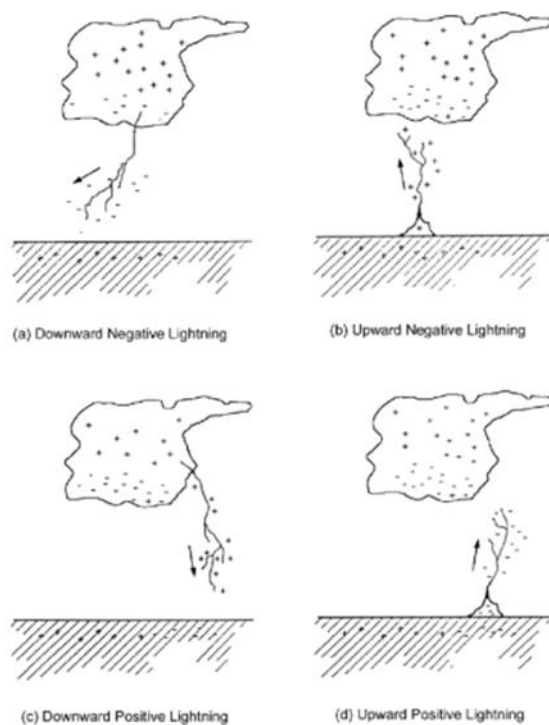 (a) Downward Negative Lightning
(b) Upward Negative Lightning
(c) Downward Positive Lightning
(d) Upward Positive Lightning